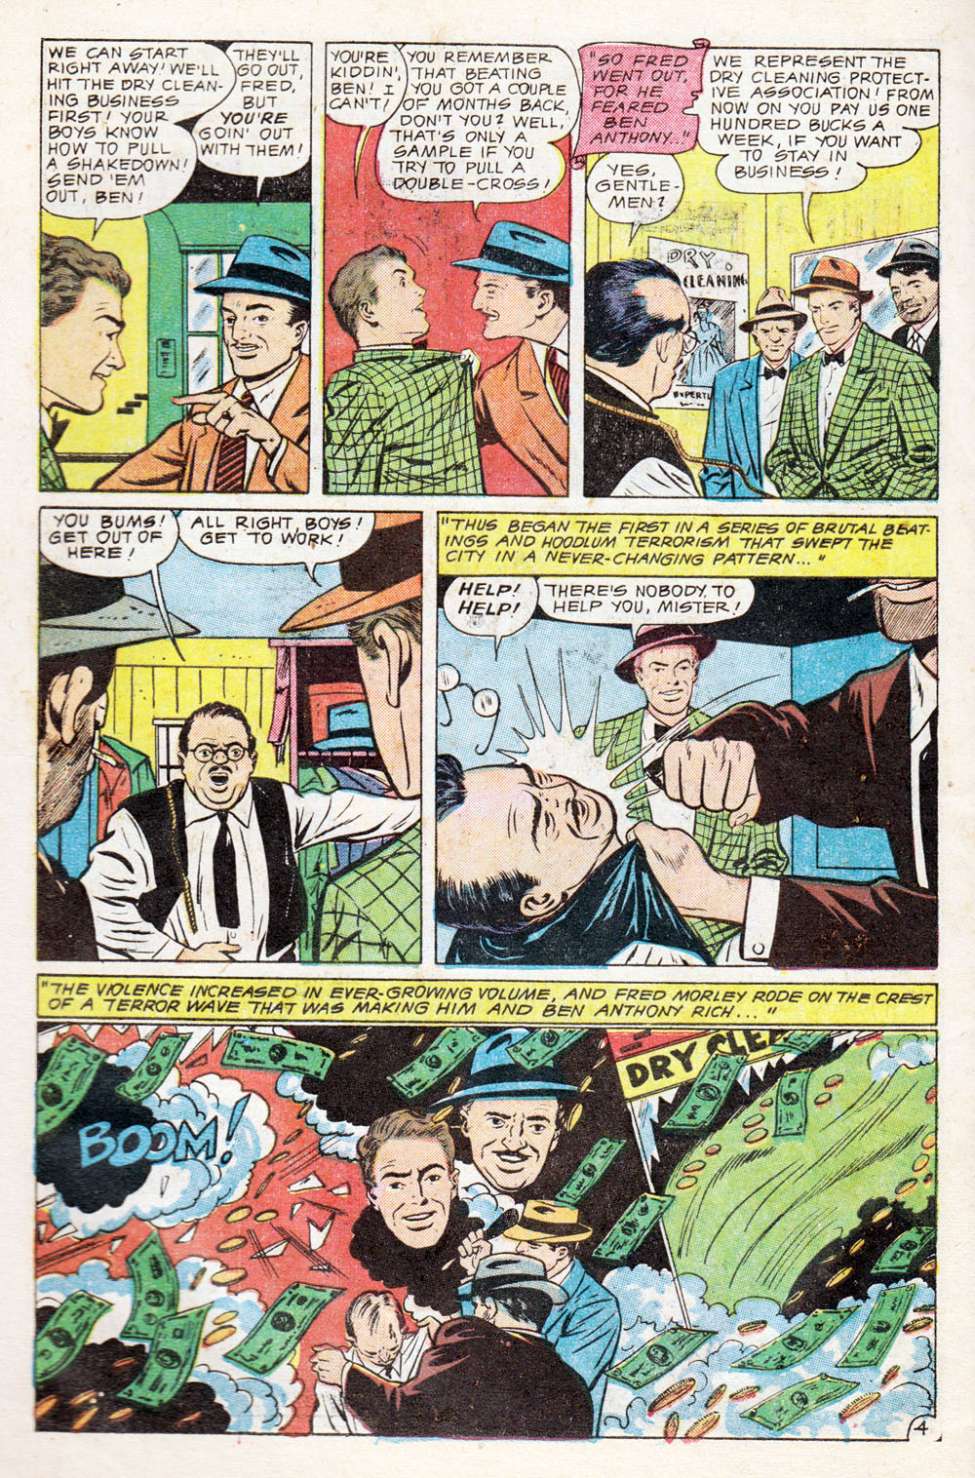 WE CAN START
RIGHT AWAY! WE'LL
HIT THE DRY CLEAN-
ING BUSINESS
FIRST! YOUR
BOYS KNOW
HOW TO PULL
A SHAKEDOWN!
SEND 'EM
OUT, BEN!
THEY'LL
GO OUT,
FRED,
BUT
YOU'RE
GOIN' OUT
WITH THEM!
YOU'RE
KIDDIN',
BEN! I
CAN'T!
YOU REMEMBER
THAT BEATING
YOU GOT A COUPLE
OF MONTHS BACK,
DON'T YOU? WELL,
THAT'S ONLY A
SAMPLE IF YOU
TRY TO PULL A
DOUBLE-CROSS!
"SO FRED
WENT OUT,
FOR HE
FEARED
BEN
ANTHONY..."
WE REPRESENT THE
DRY CLEANING PROTECT-
IVE ASSOCIATION! FROM
NOW ON YOU PAY US ONE
HUNDRED BUCKS A
WEEK, IF YOU WANT
TO STAY IN
BUSINESS!
YES,
GENTLE-
MEN?
DRY
CLEANING
EXPERTL
YOU BUMS!
GET OUT OF
HERE!
ALL RIGHT, BOYS!
GET TO WORK!
"THUS BEGAN THE FIRST IN A SERIES OF BRUTAL BEAT-
INGS AND HOODLUM TERRORISM THAT SWEPT THE
CITY IN A NEVER-CHANGING PATTERN..."
HELP!
HELP!
THERE'S NOBODY TO
HELP YOU, MISTER!
"THE VIOLENCE INCREASED IN EVER-GROWING VOLUME, AND FRED MORLEY RODE ON THE CREST
OF A TERROR WAVE THAT WAS MAKING HIM AND BEN ANTHONY RICH..."
BOOM!
DRY CLEA
4